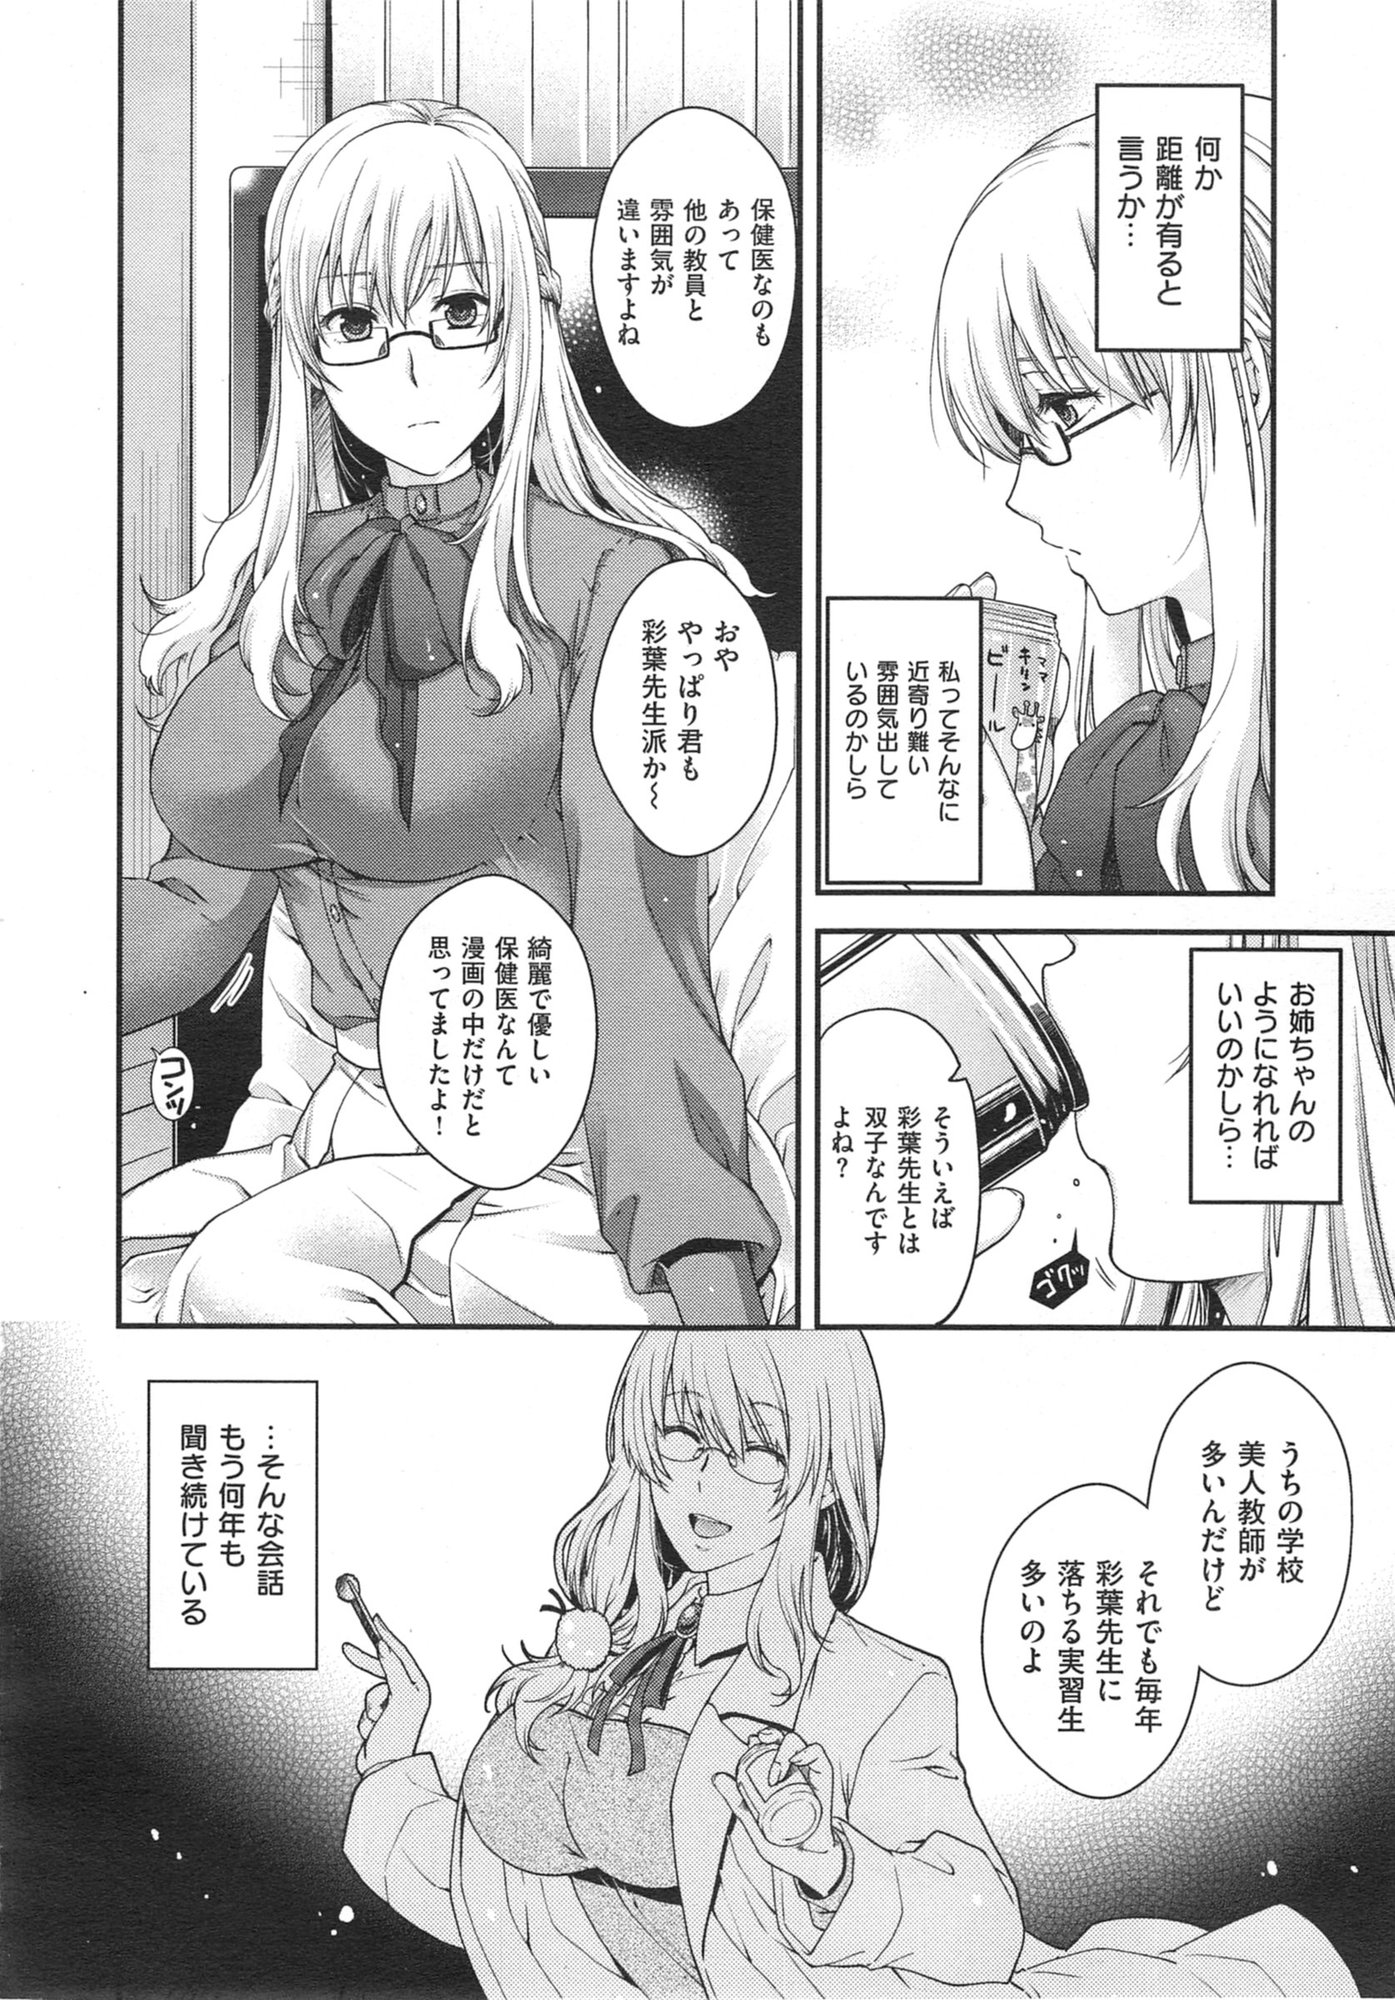 何か
距離が有ると
言うか…
ママ
キリン
ビール
私ってそんなに
近寄り難い
雰囲気出して
いるのかしら
お姉ちゃんの
ようになれれば
いいのかしら…
ゴクッ
そういえば
彩葉先生とは
双子なんです
よね？
保健医なのも
あって
他の教員と
雰囲気が
違いますよね
おや
やっぱり君も
彩葉先生派か～
綺麗で優しい
保健医なんて
漫画の中だけだと
思ってましたよ！
コンッ
うちの学校
美人教師が
多いんだけど
それでも毎年
彩葉先生に
落ちる実習生
多いのよ
…そんな会話
もう何年も
聞き続けている